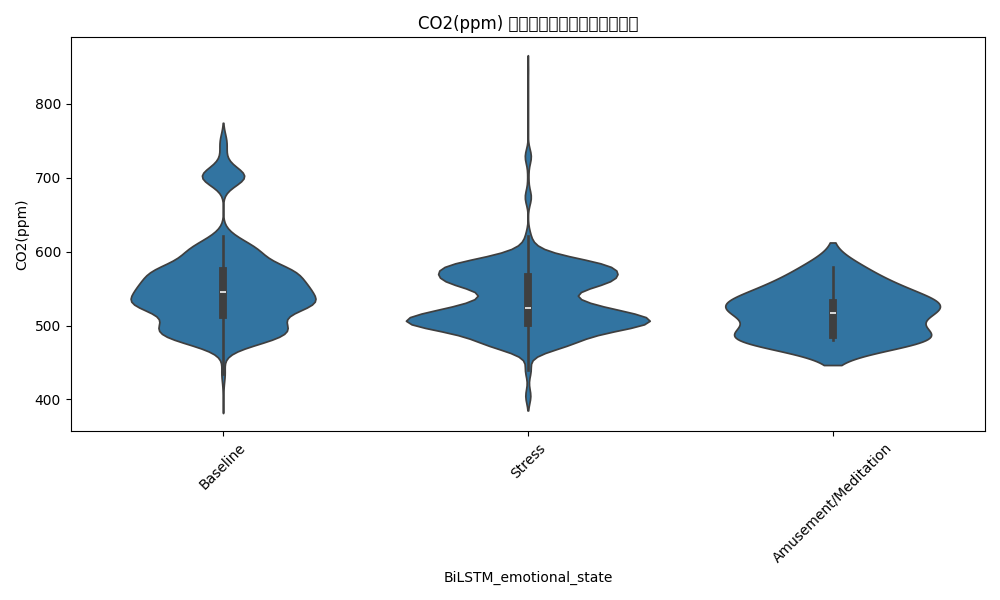 CO2(ppm)
800
700
600
500
400
CO2(ppm)
Baseline
Stress
Amusement/Meditation
BiLSTM_emotional_state